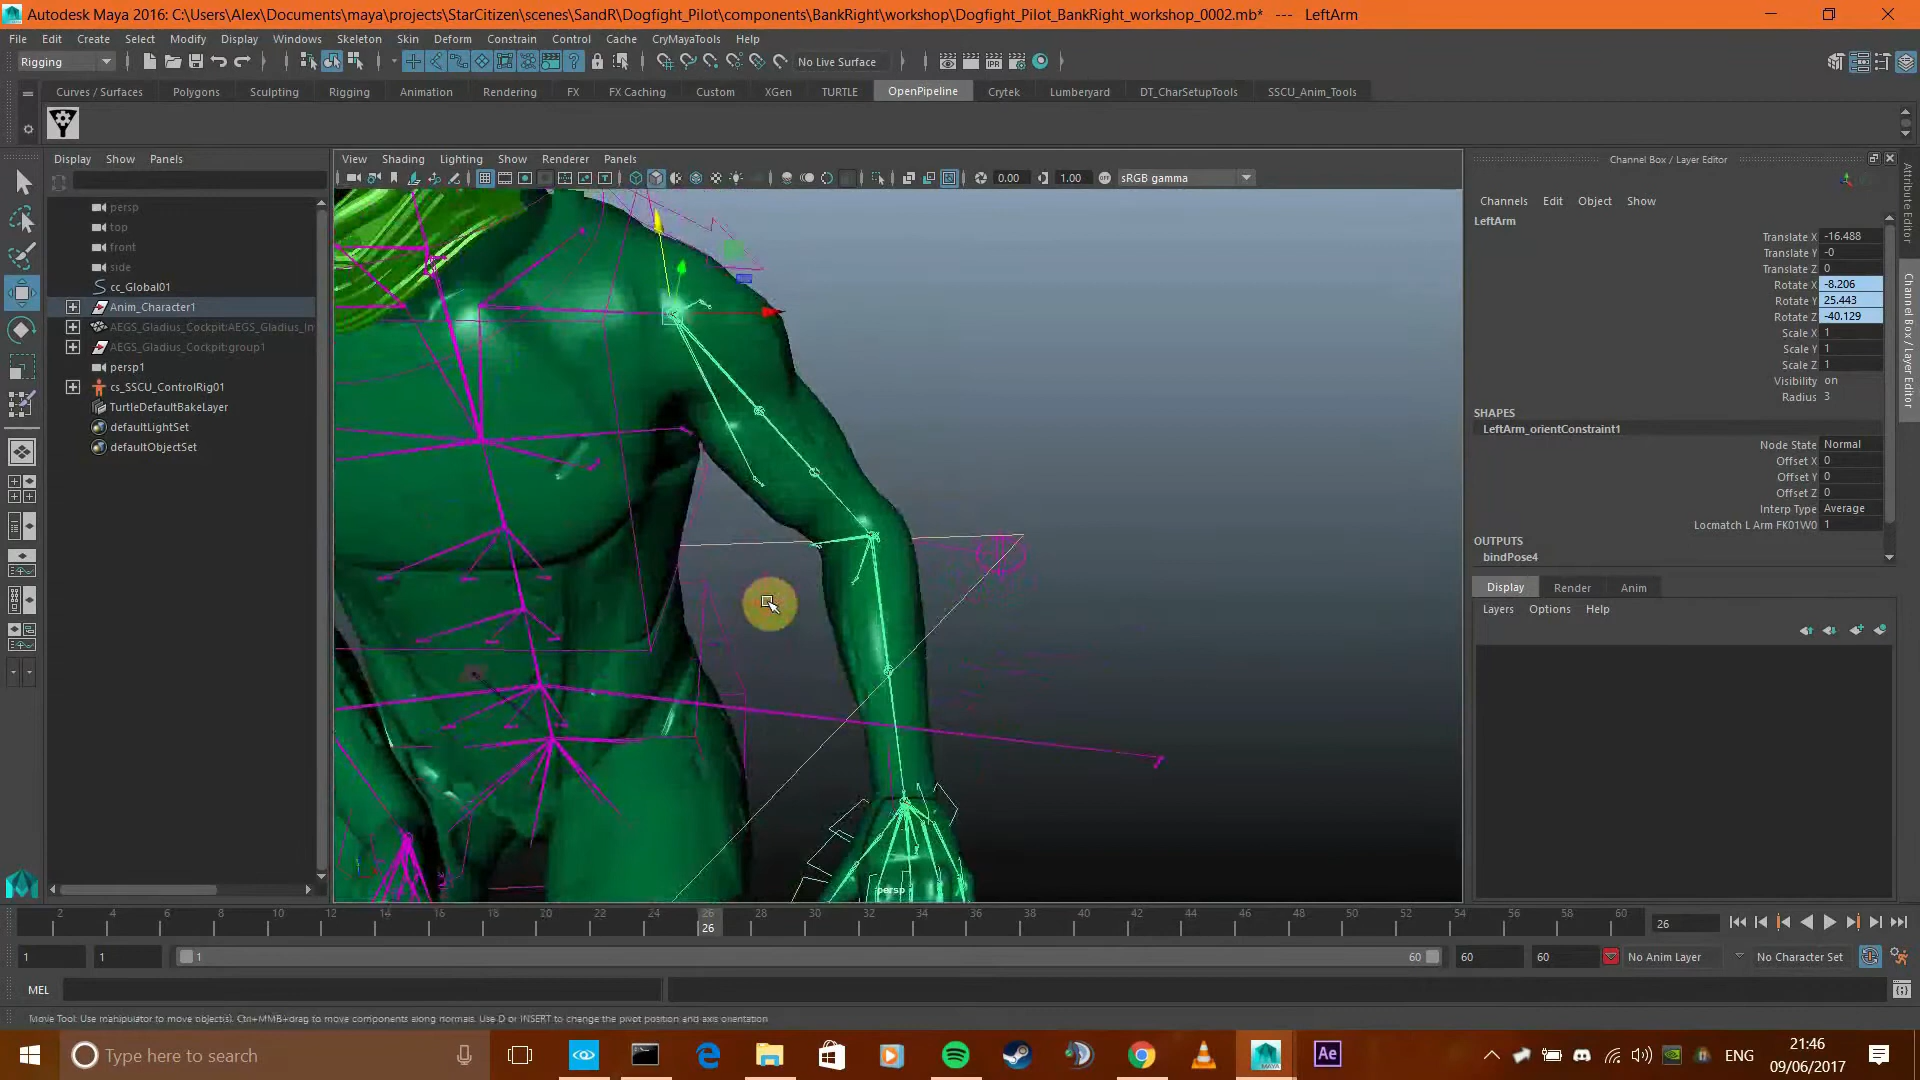 Autodesk Maya 2016: C:\Users\Alex\Documents\maya\projects\StarCitizen\scenes\SandR\Dogfight_Pilot\components\BankRight\workshop\Dogfight_Pilot_BankRight_workshop_0002.mb* --- LeftArm
File Edit Create Select Modify Display Windows Skeleton Skin Deform Constrain Control Cache CryMayaTools Help
Rigging No Live Surface
Curves / Surfaces Polygons Sculpting Rigging Animation Rendering FX FX Caching Custom XGen TURTLE OpenPipeline Crytek Lumberyard DT_CharSetupTools SSCU_Anim_Tools
Display Show Panels
View Shading Lighting Show Renderer Panels
0.00 1.00 sRGB gamma
persp
top
front
side
cc_Global01
Anim_Character1
AEGS_Gladius_Cockpit:AEGS_Gladius_In
AEGS_Gladius_Cockpit:group1
persp1
cs_SSCU_ControlRig01
TurtleDefaultBakeLayer
defaultLightSet
defaultObjectSet
persp
Channel Box / Layer Editor
Channels Edit Object Show
LeftArm
Translate X -16.488
Translate Y -0
Translate Z 0
Rotate X -8.206
Rotate Y 25.443
Rotate Z -40.129
Scale X 1
Scale Y 1
Scale Z 1
Visibility on
Radius 3
SHAPES
LeftArm_orientConstraint1
Node State Normal
Offset X 0
Offset Y 0
Offset Z 0
Interp Type Average
Locmatch L Arm FK01W0 1
OUTPUTS
bindPose4
Display Render Anim
Layers Options Help
Attribute Editor
Channel Box / Layer Editor
2 4 6 8 10 12 14 16 18 20 22 24 26 28 30 32 34 36 38 40 42 44 46 48 50 52 54 56 58 60
26
26
1 1 1 60 60 60 No Anim Layer No Character Set
MEL
Move Tool: Use manipulator to move object(s). Ctrl+MMB+drag to move components along normals. Use D or INSERT to change the pivot position and axis orientation
Type here to search
Ae
ENG
21:46
09/06/2017